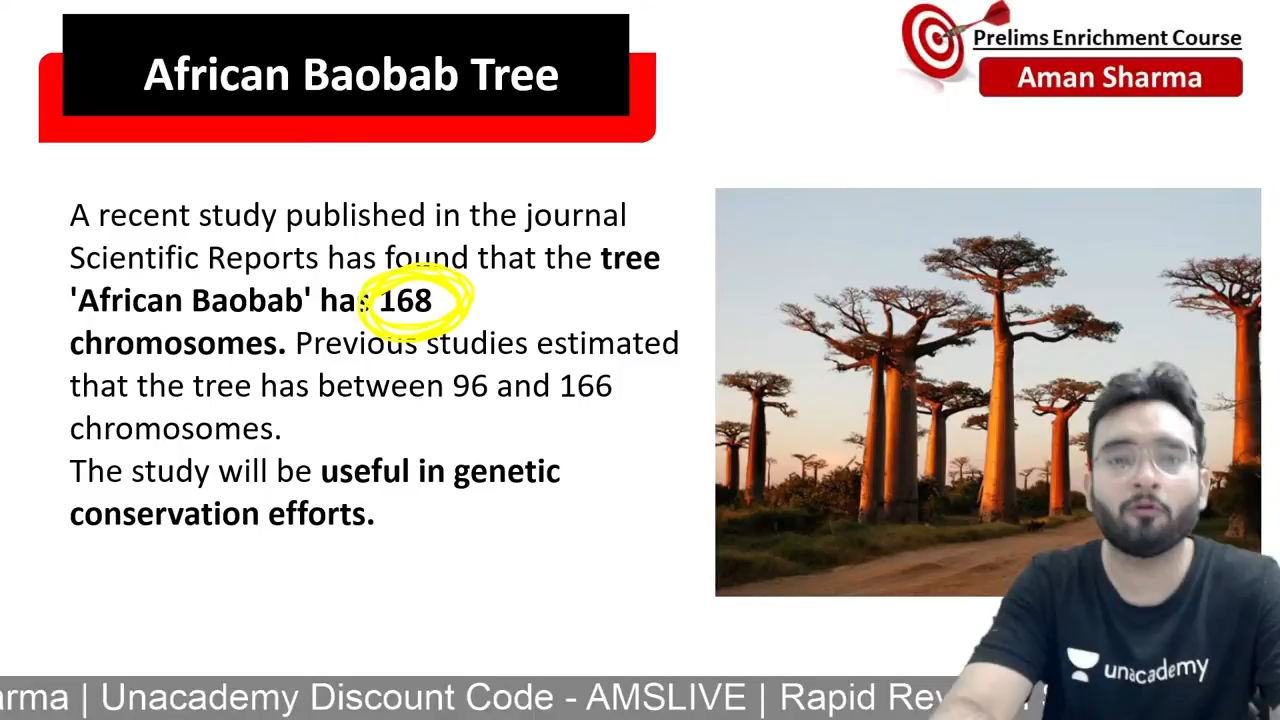 African Baobab Tree
Prelims Enrichment Course
Aman Sharma
A recent study published in the journal
Scientific Reports has found that the tree
'African Baobab' has 168
chromosomes. Previous studies estimated
that the tree has between 96 and 166
chromosomes.
The study will be useful in genetic
conservation efforts.
unacademy
| Unacademy Discount Code - AMSLIVE | Rapid